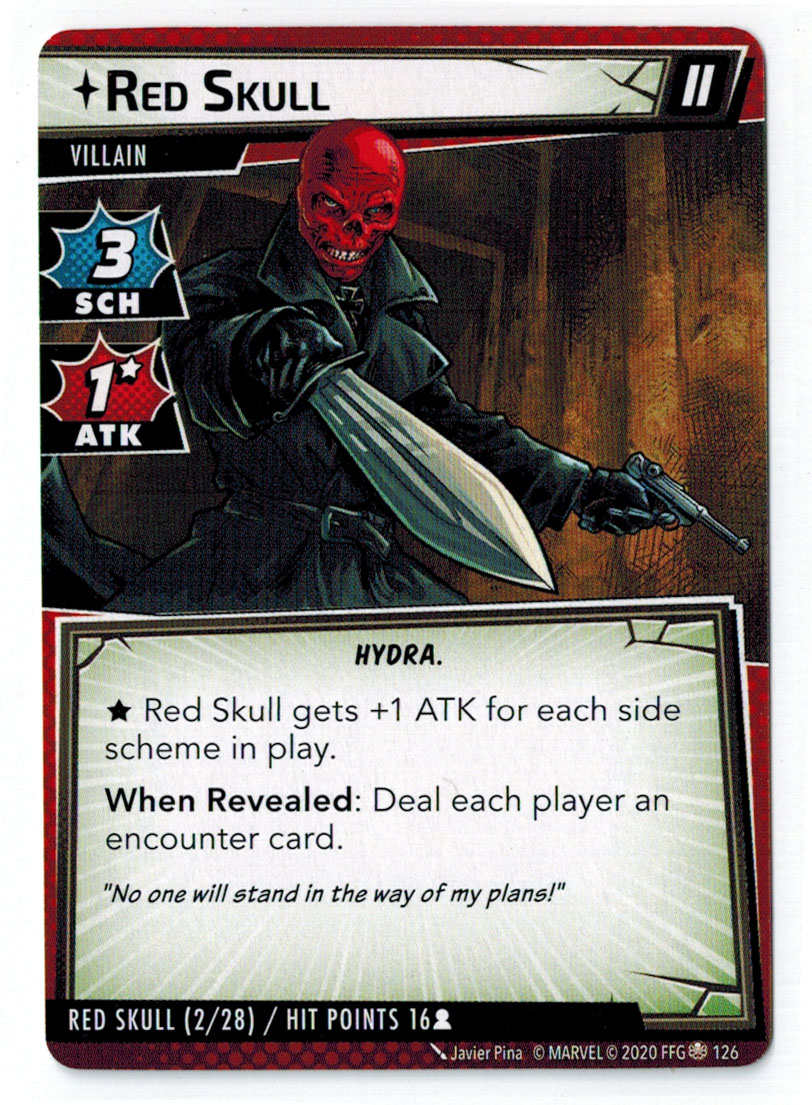 RED SKULL
II
VILLAIN
3
SCH
1
ATK
HYDRA.
★ Red Skull gets +1 ATK for each side
scheme in play.
When Revealed: Deal each player an
encounter card.
"No one will stand in the way of my plans!"
RED SKULL (2/28) / HIT POINTS 16
Javier Pina © MARVEL © 2020 FFG 126